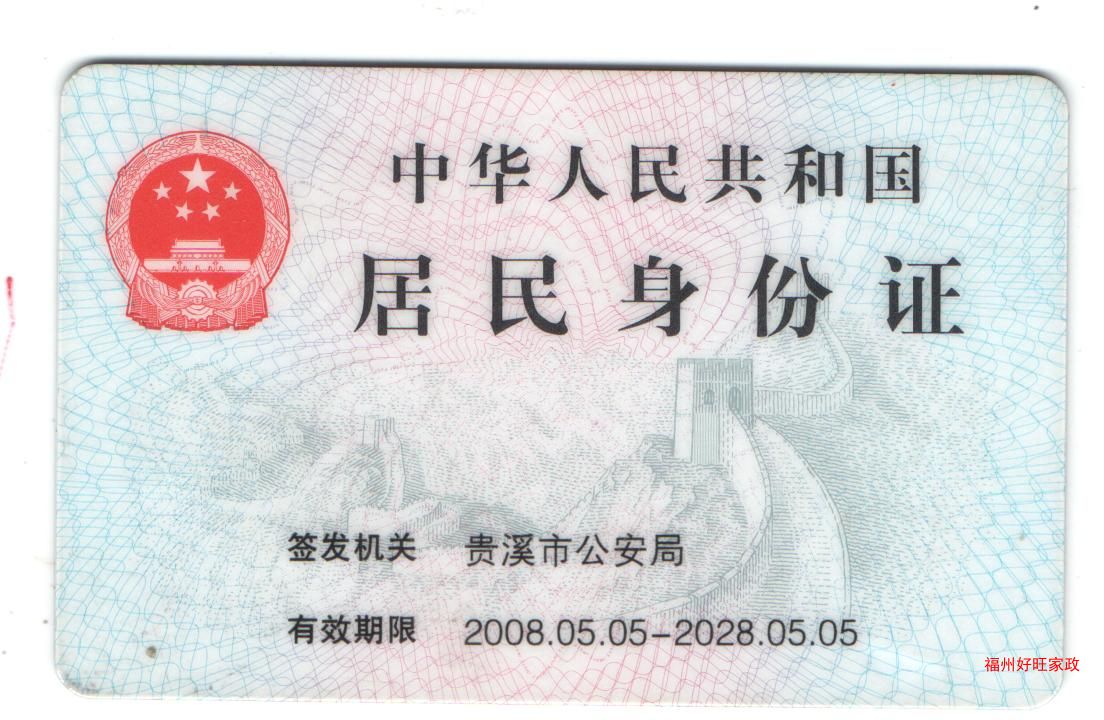 中华人民共和国
居民身份证
签发机关 贵溪市公安局
有效期限 2008.05.05-2028.05.05
福州好旺家政